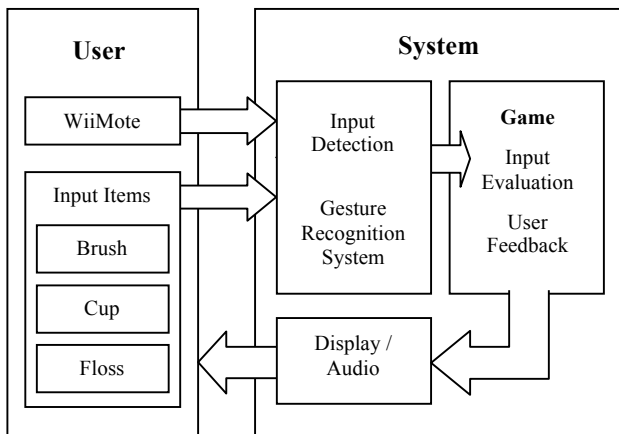 User
WiiMote
Input Items
Brush
Cup
Floss
System
Input
Detection
Gesture
Recognition
System
Game
Input
Evaluation
User
Feedback
Display /
Audio